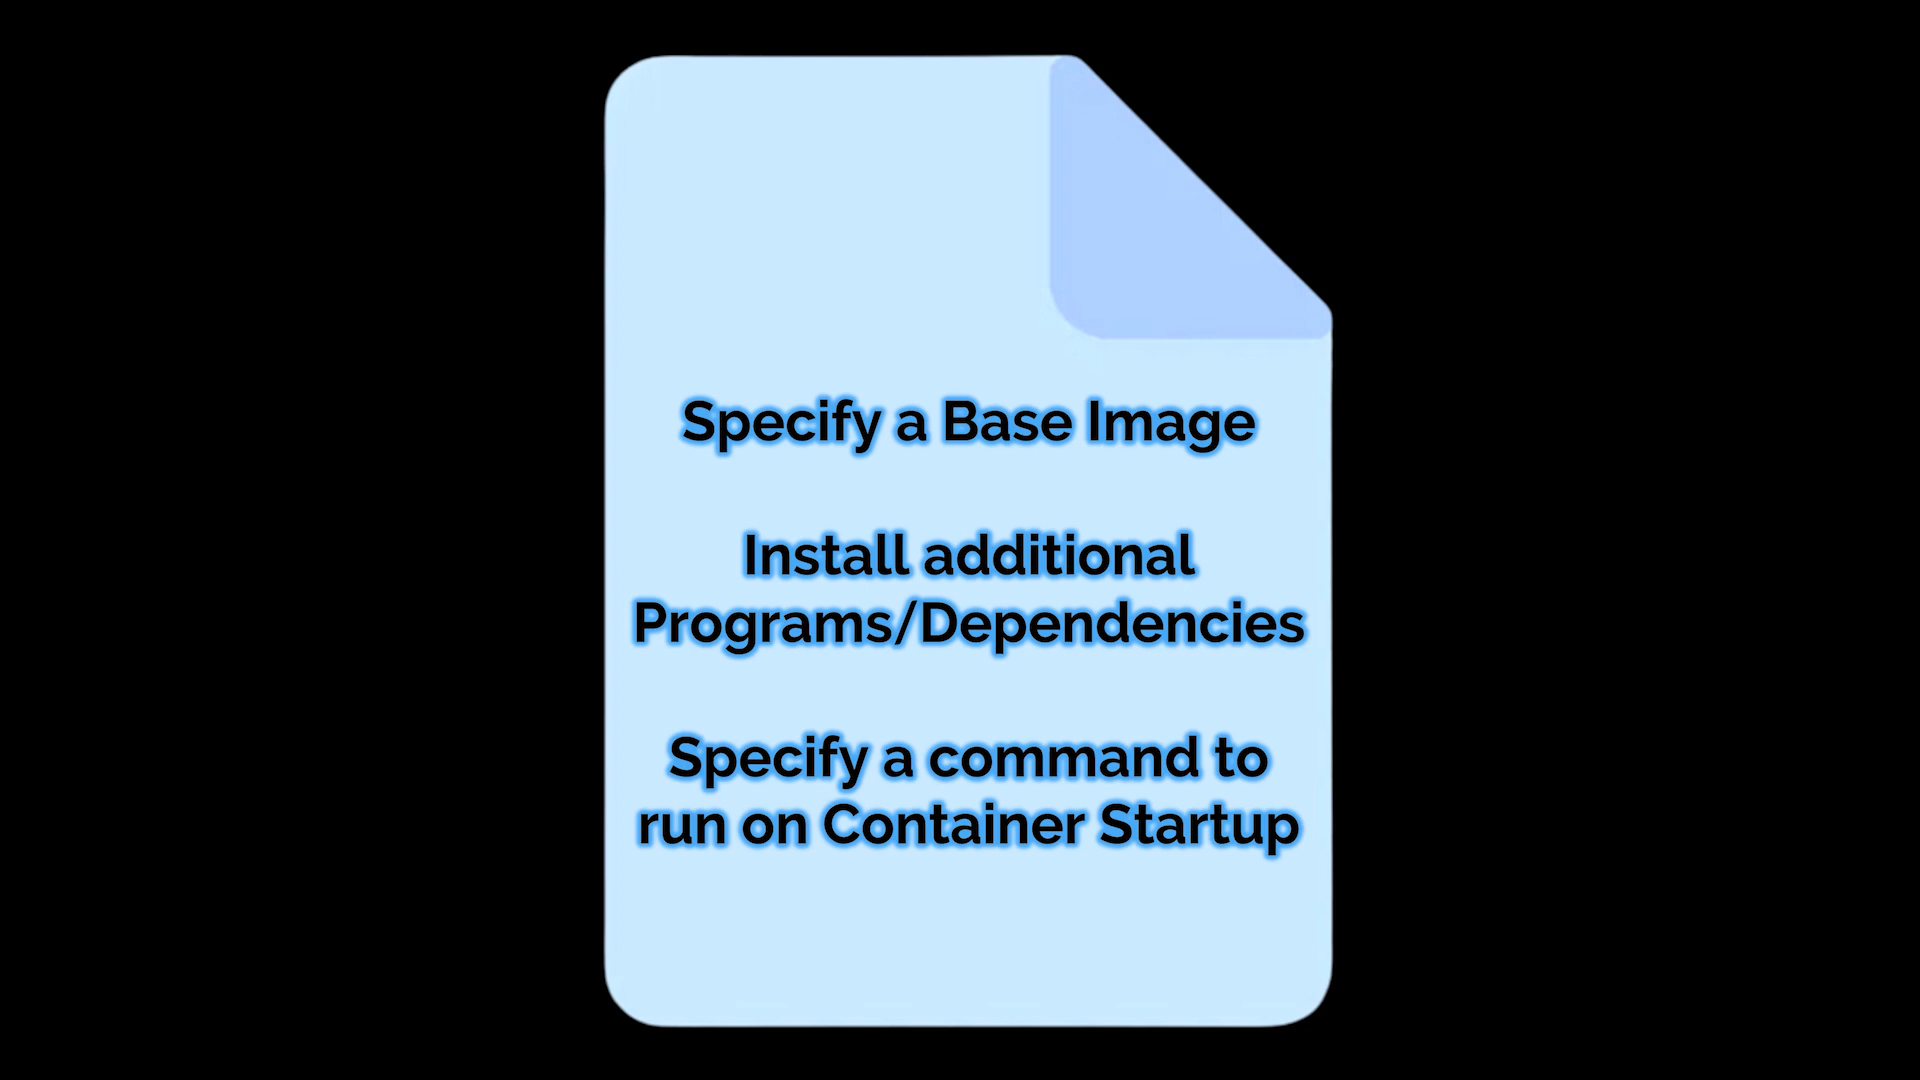 Specify a Base Image
Install additional
Programs/Dependencies
Specify a command to
run on Container Startup